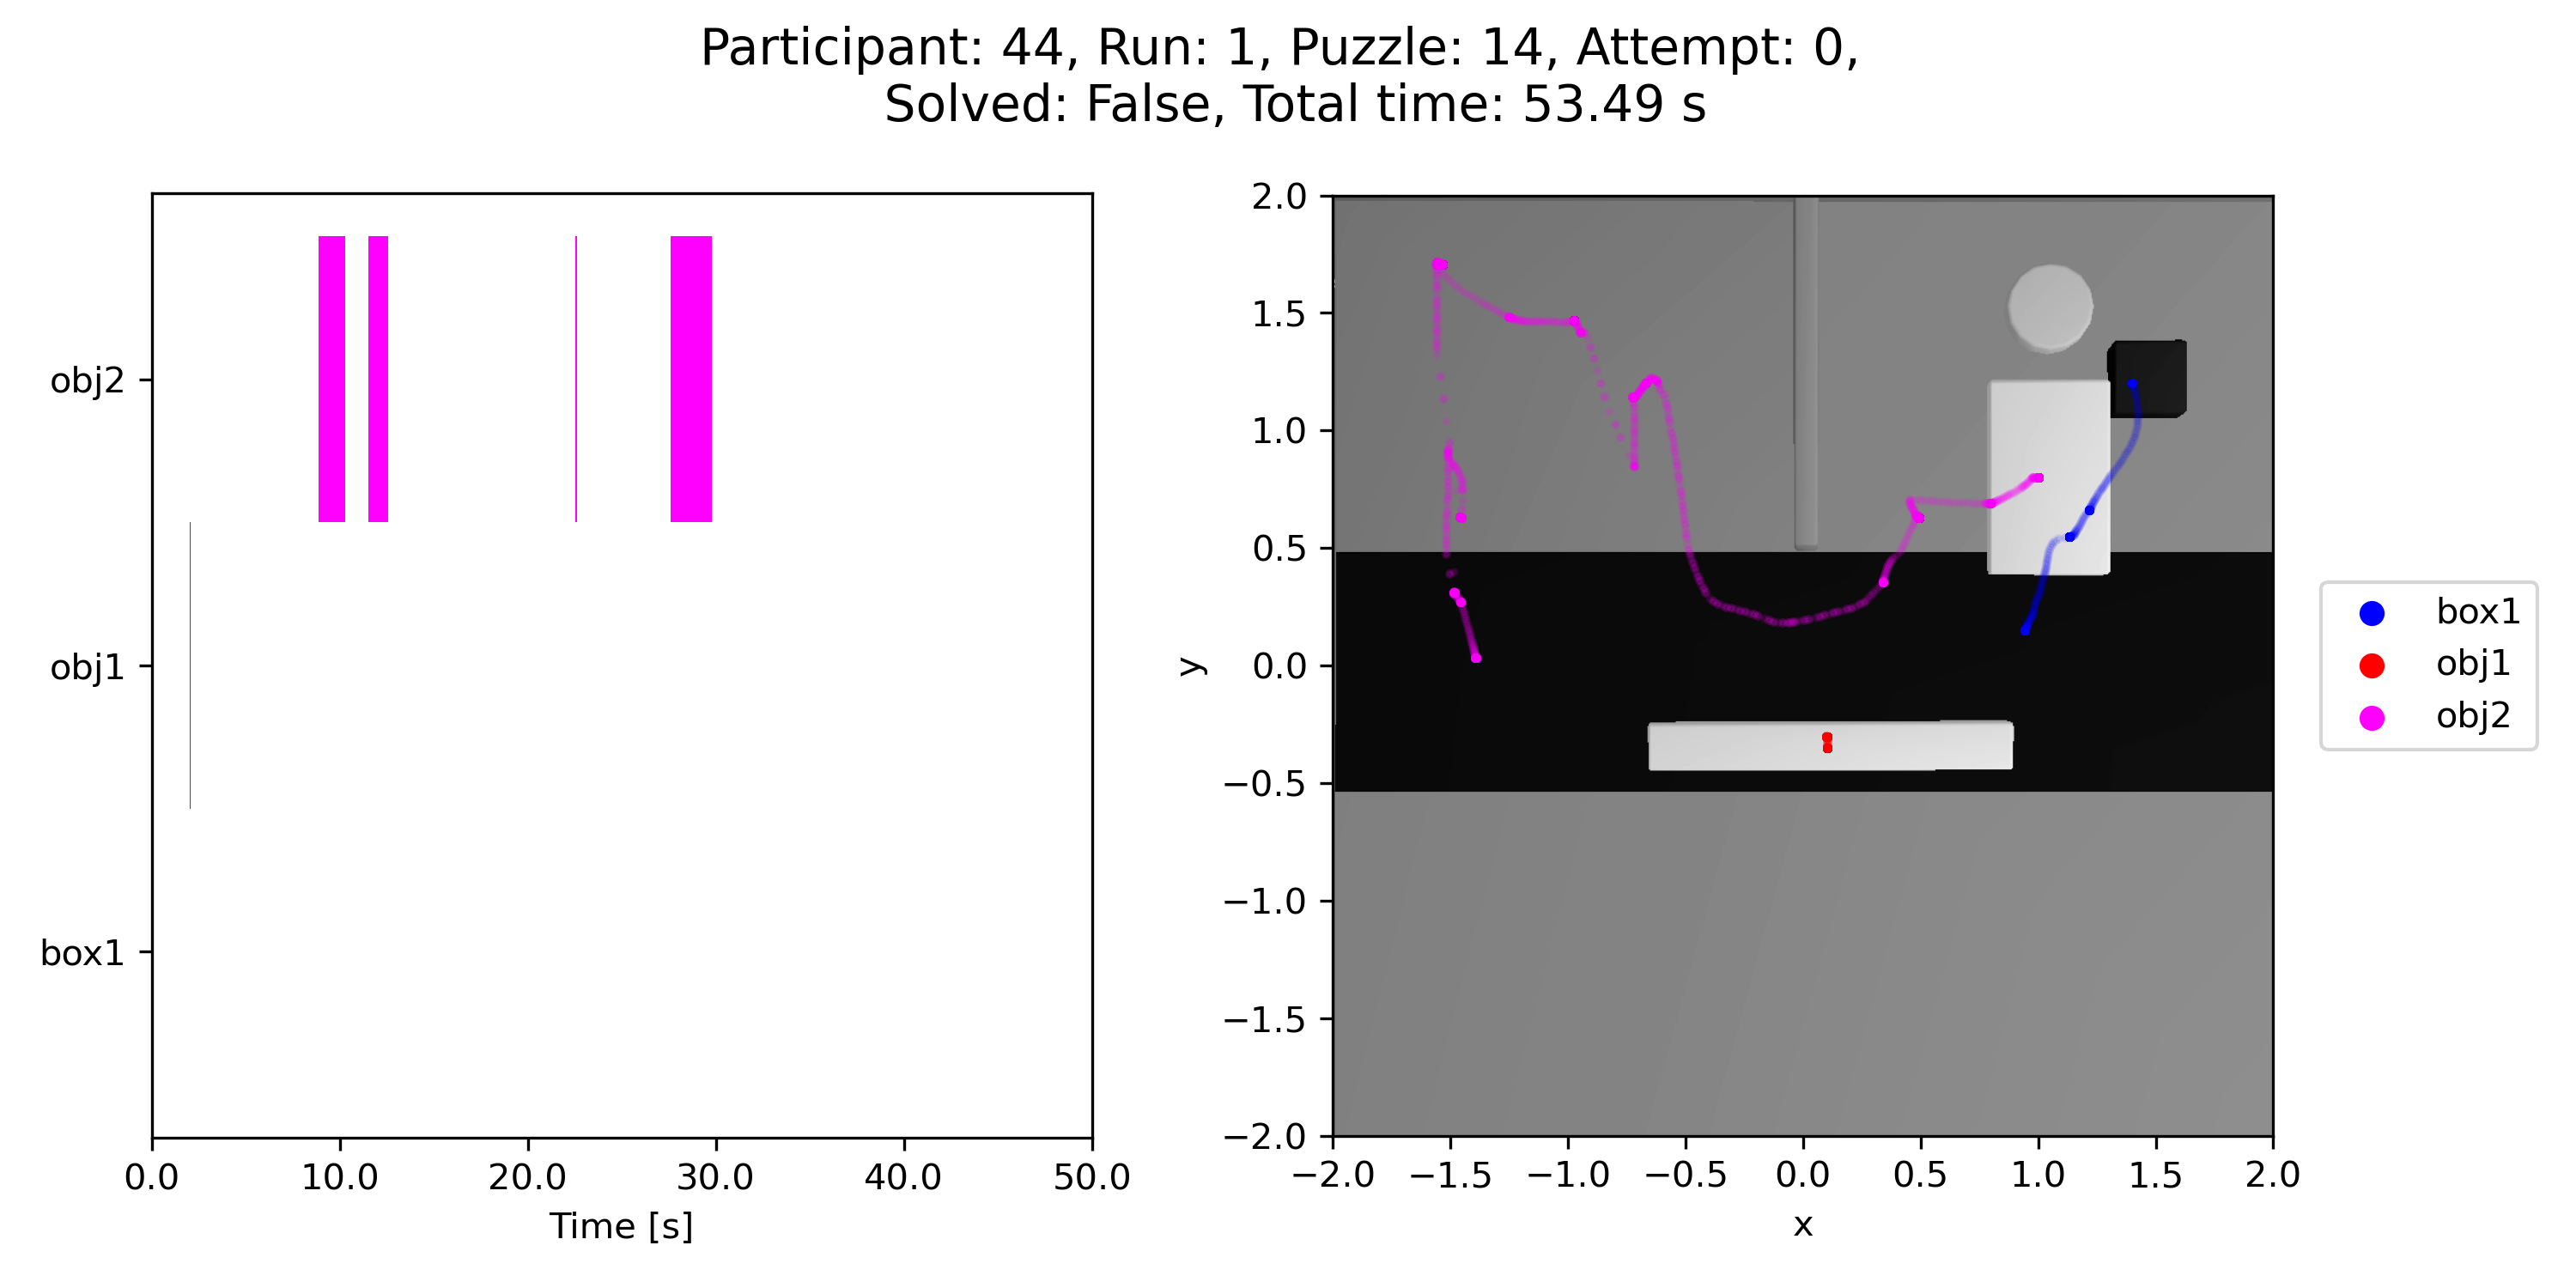 Participant: 44, Run: 1, Puzzle: 14, Attempt: 0,
Solved: False, Total time: 53.49 s
obj2
obj1
box1
0.0 10.0 20.0 30.0 40.0 50.0
Time [s]
2.0
1.5
1.0
0.5
0.0
−0.5
−1.0
−1.5
−2.0
y
−2.0 −1.5 −1.0 −0.5 0.0 0.5 1.0 1.5 2.0
x
box1
obj1
obj2